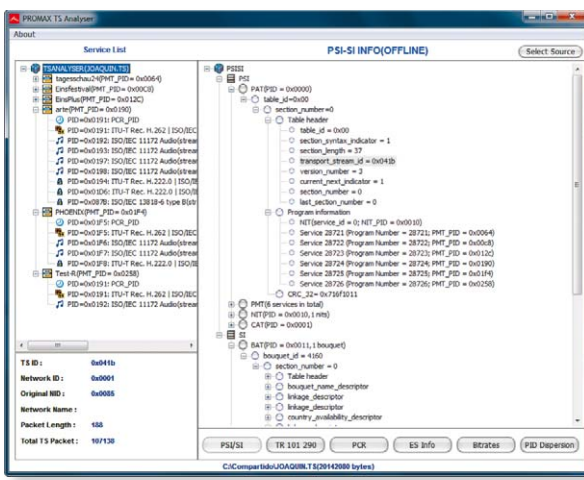 PROMAX TS Analyser
About
Service List
PSI-SI INFO(OFFLINE)
Select Source
TSANALYSER(JOAQUIN.TS)
tagesschau24(PMT_PID= 0x0064)
Einsfestival(PMT_PID= 0x00C8)
EinsPlus(PMT_PID= 0x012C)
arte(PMT_PID= 0x0190)
PID=0x0191: PCR_PID
PID=0x0191: ITU-T Rec. H.262 | ISO/IEC
PID=0x0192: ISO/IEC 11172 Audio(strea
PID=0x0193: ISO/IEC 11172 Audio(strea
PID=0x0197: ISO/IEC 11172 Audio(strea
PID=0x0198: ISO/IEC 11172 Audio(strea
PID=0x0194: ITU-T Rec. H.222.0 | ISO/IE
PID=0x01D6: ITU-T Rec. H.222.0 | ISO/IE
PID=0x087B: ISO/IEC 13818-6 type B(str
PHOENIX(PMT_PID= 0x01F4)
PID=0x01F5: PCR_PID
PID=0x01F5: ITU-T Rec. H.262 | ISO/IEC
PID=0x01F6: ISO/IEC 11172 Audio(strea
PID=0x01F7: ISO/IEC 11172 Audio(strea
PID=0x01F8: ITU-T Rec. H.222.0 | ISO/IE
Test-R(PMT_PID= 0x0258)
PID=0x0191: PCR_PID
PID=0x0191: ITU-T Rec. H.262 | ISO/IEC
PID=0x0192: ISO/IEC 11172 Audio(strea
TS ID : 0x041b
Network ID : 0x0001
Original NID : 0x0085
Network Name :
Packet Length : 188
Total TS Packet : 107138
PSISI
PSI
PAT(PID = 0x0000)
table_id=0x00
section_number=0
Table header
table_id = 0x00
section_syntax_indicator = 1
section_length = 37
transport_stream_id = 0x041b
version_number = 3
current_next_indicator = 1
section_number = 0
last_section_number = 0
Program information
NIT(service_id = 0; NIT_PID = 0x0010)
Service 28721 (Program Number = 28721; PMT_PID = 0x0064)
Service 28722 (Program Number = 28722; PMT_PID = 0x00c8)
Service 28723 (Program Number = 28723; PMT_PID = 0x012c)
Service 28724 (Program Number = 28724; PMT_PID = 0x0190)
Service 28725 (Program Number = 28725; PMT_PID = 0x01f4)
Service 28726 (Program Number = 28726; PMT_PID = 0x0258)
CRC_32= 0x716f1011
PMT(6 services in total)
NIT(PID = 0x0010,1 nits)
CAT(PID = 0x0001)
SI
BAT(PID = 0x0011,1 bouquet)
bouquet_id = 4160
section_number = 0
Table header
bouquet_name_descriptor
linkage_descriptor
linkage_descriptor
country_availability_descriptor
PSI/SI
TR 101 290
PCR
ES Info
Bitrates
PID Dispersion
C:\Compartido\JOAQUIN.TS(20142080 bytes)